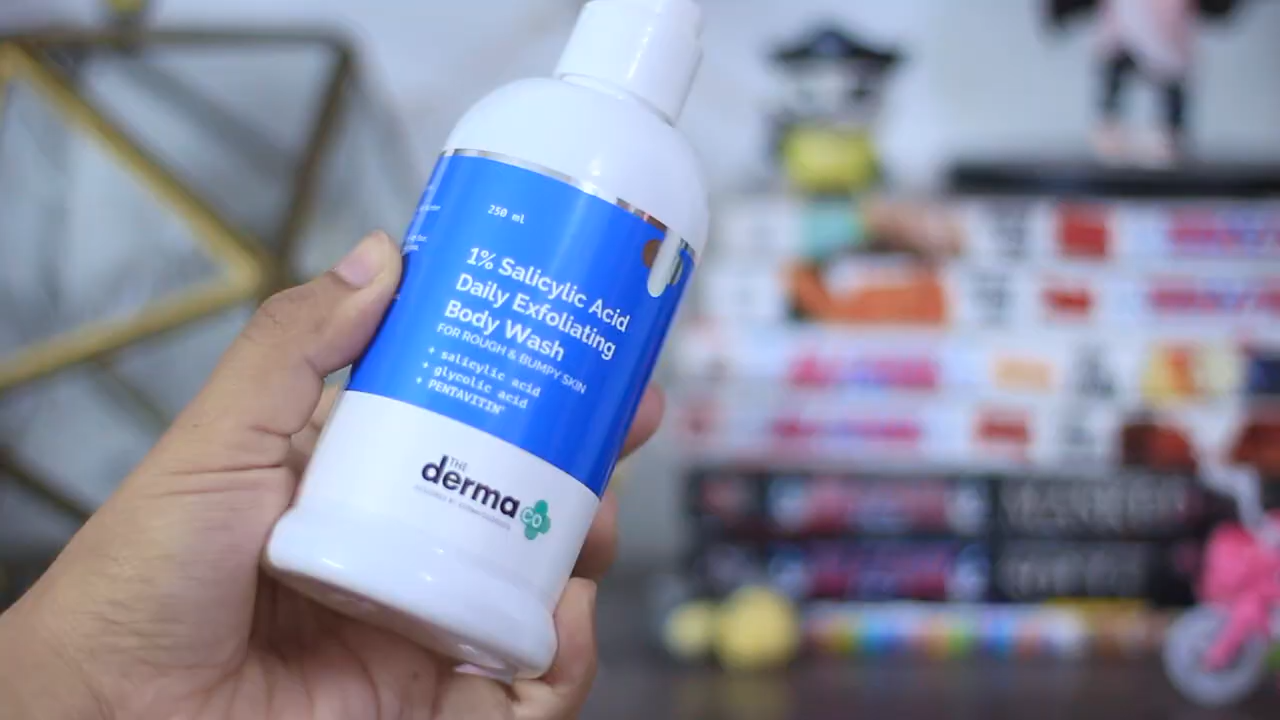 250 ml
1% Salicylic Acid
Daily Exfoliating
Body Wash
FOR ROUGH & BUMPY SKIN
+ salicylic acid
+ glycolic acid
+ PENTAVITIN®
THE
derma co